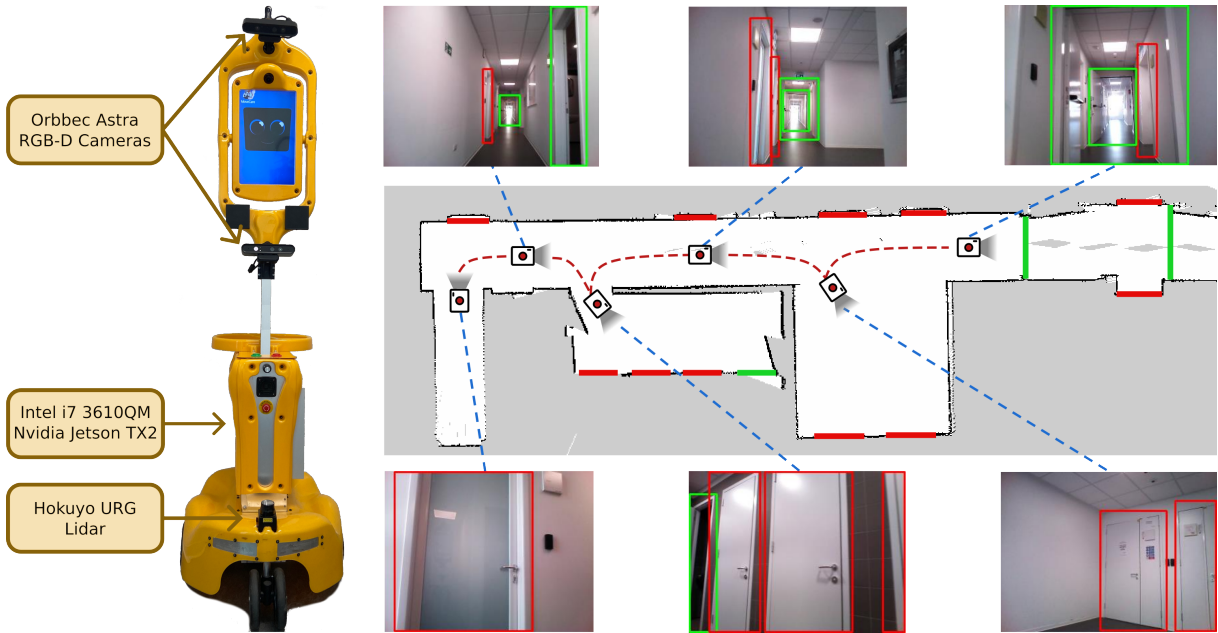 Orbbec Astra
RGB-D Cameras
Intel i7 3610QM
Nvidia Jetson TX2
Hokuyo URG
Lidar